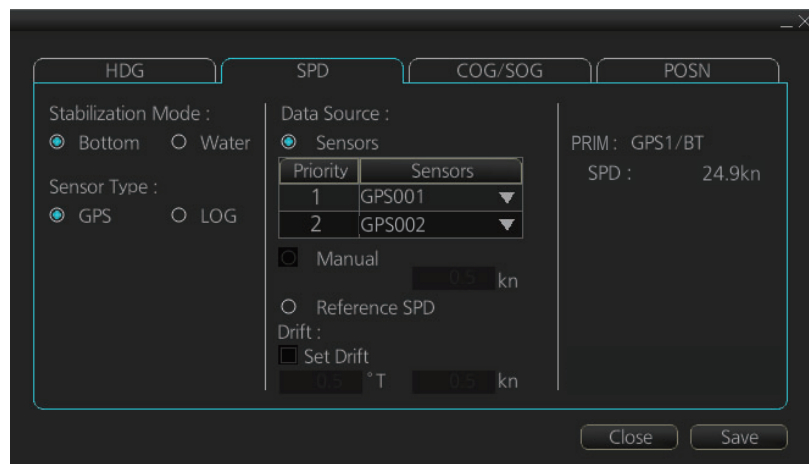 HDG
SPD
COG/SOG
POSN
Stabilization Mode :
Bottom
Water
Sensor Type :
GPS
LOG
Data Source :
Sensors
Priority Sensors
1 GPS001
2 GPS002
Manual
0.5 kn
Reference SPD
Drift :
Set Drift
0.5 °T 0.5 kn
PRIM : GPS1/BT
SPD : 24.9kn
Close
Save